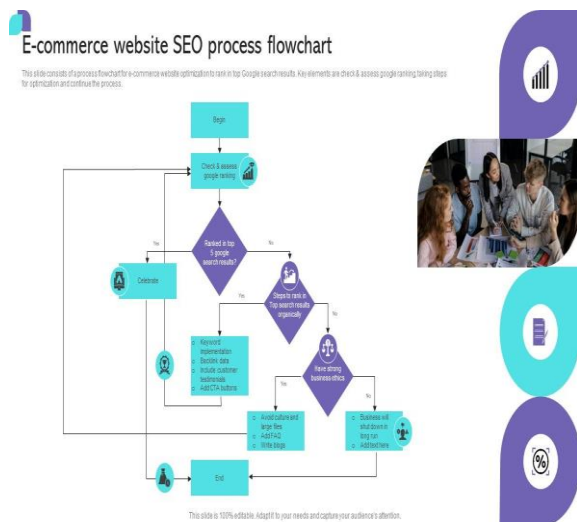 E-commerce website SEO process flowchart
This slide consists of a process flowchart for e-commerce website optimization to rank in top Google search results. Key elements are check & assess google ranking, taking steps
for optimization and continue the process.
Begin
Check & assess
google ranking
Ranked in top
5 google
search results?
Yes
No
Celebrate
Steps to rank in
Top search results
organically
Yes
No
Keyword
implementation
Backlink data
Include customer
testimonials
Add CTA buttons
Have strong
business ethics
Yes
No
Avoid culture and
large files
Add FAQ
Write blogs
Business will
shut down in
long run
Add text here
End
This slide is 100% editable. Adapt it to your needs and capture your audience's attention.